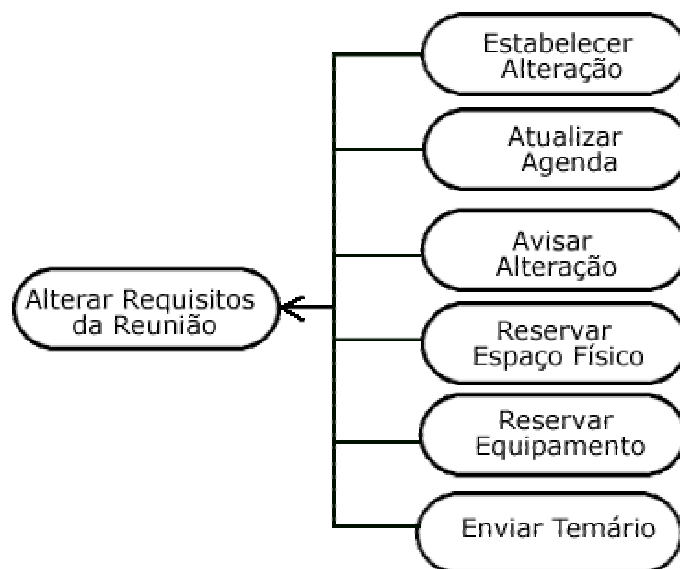 Estabelecer
Alteração
Atualizar
Agenda
Avisar
Alteração
Alterar Requisitos
da Reunião
Reservar
Espaço Físico
Reservar
Equipamento
Enviar Temário